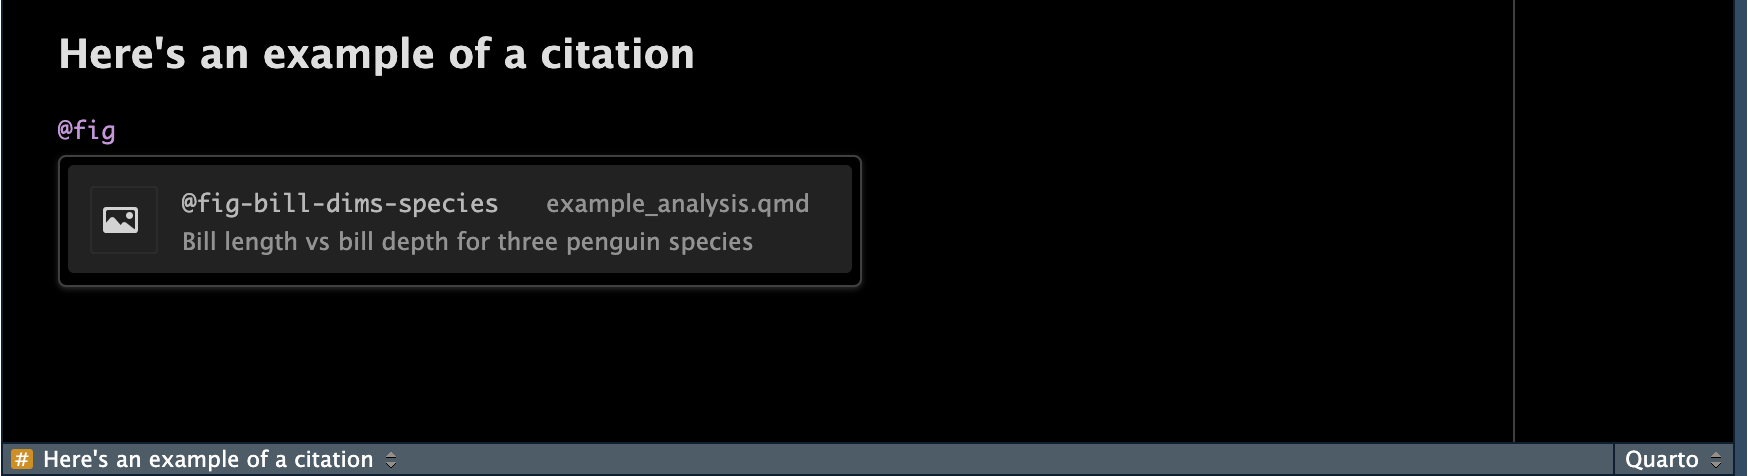 Here's an example of a citation
@fig
@fig-bill-dims-species example_analysis.qmd
Bill length vs bill depth for three penguin species
# Here's an example of a citation Quarto